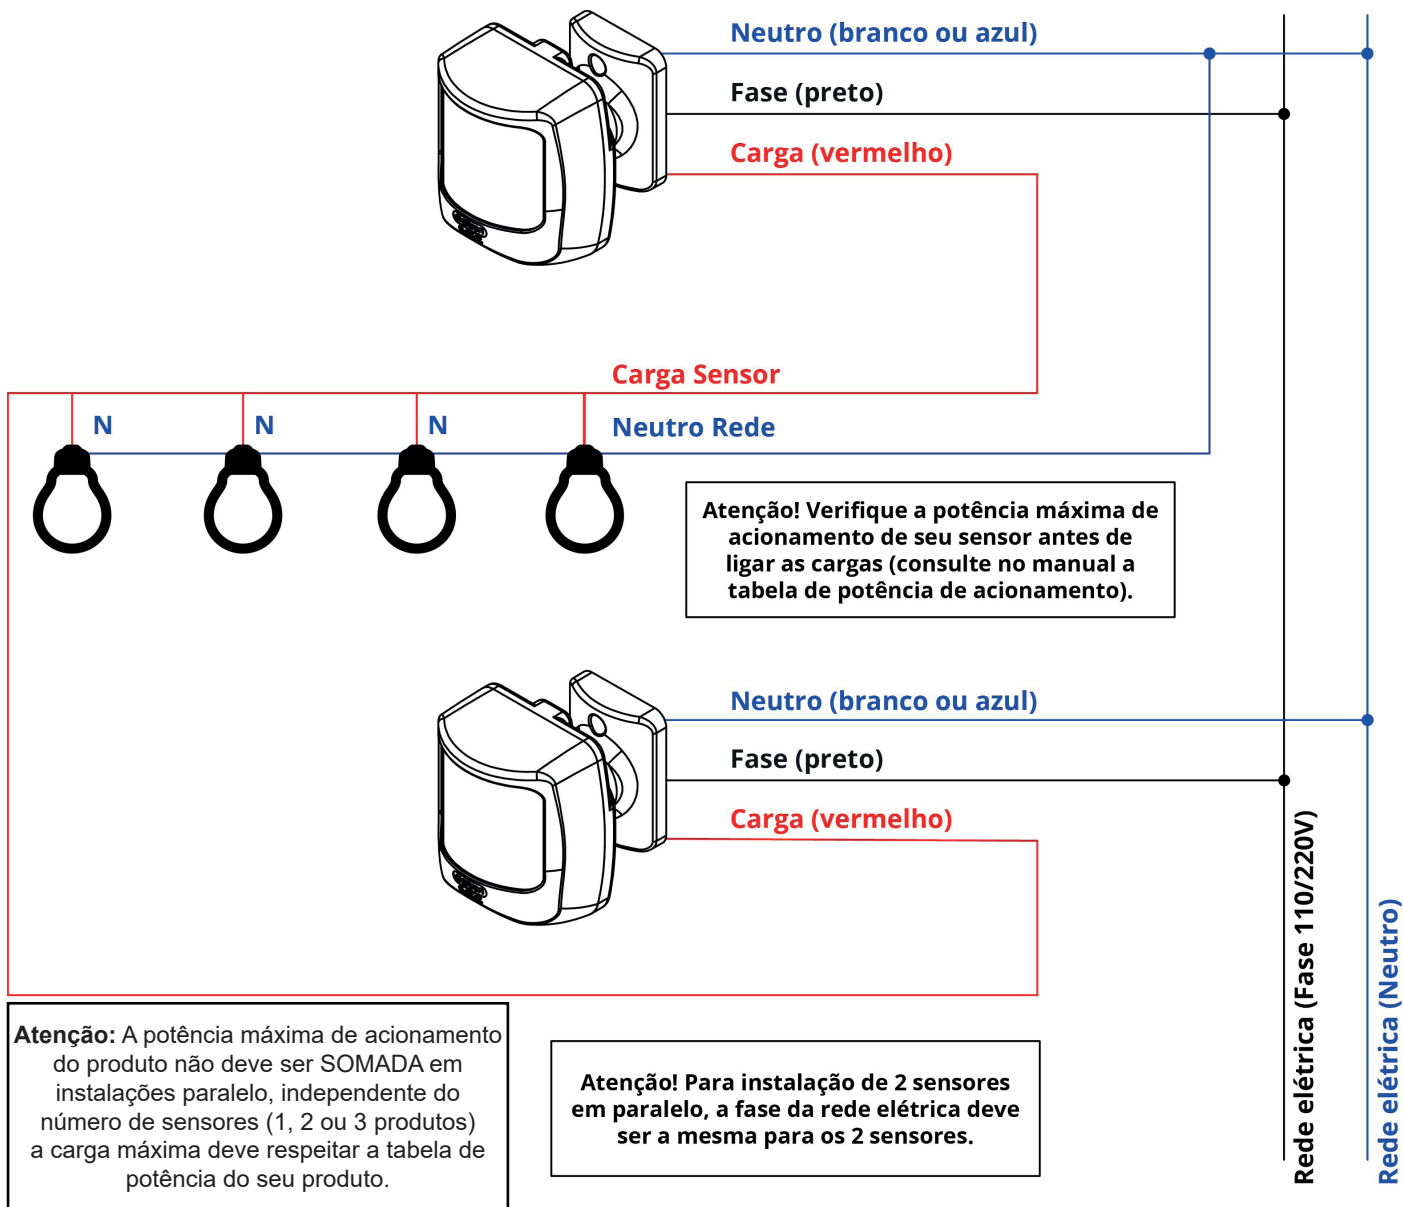 Neutro (branco ou azul)
Fase (preto)
Carga (vermelho)
Carga Sensor
N
N
N
Neutro Rede
Atenção! Verifique a potência máxima de
acionamento de seu sensor antes de
ligar as cargas (consulte no manual a
tabela de potência de acionamento).
Neutro (branco ou azul)
Fase (preto)
Carga (vermelho)
Rede elétrica (Fase 110/220V)
Rede elétrica (Neutro)
Atenção: A potência máxima de acionamento
do produto não deve ser SOMADA em
instalações paralelo, independente do
número de sensores (1, 2 ou 3 produtos)
a carga máxima deve respeitar a tabela de
potência do seu produto.
Atenção! Para instalação de 2 sensores
em paralelo, a fase da rede elétrica deve
ser a mesma para os 2 sensores.